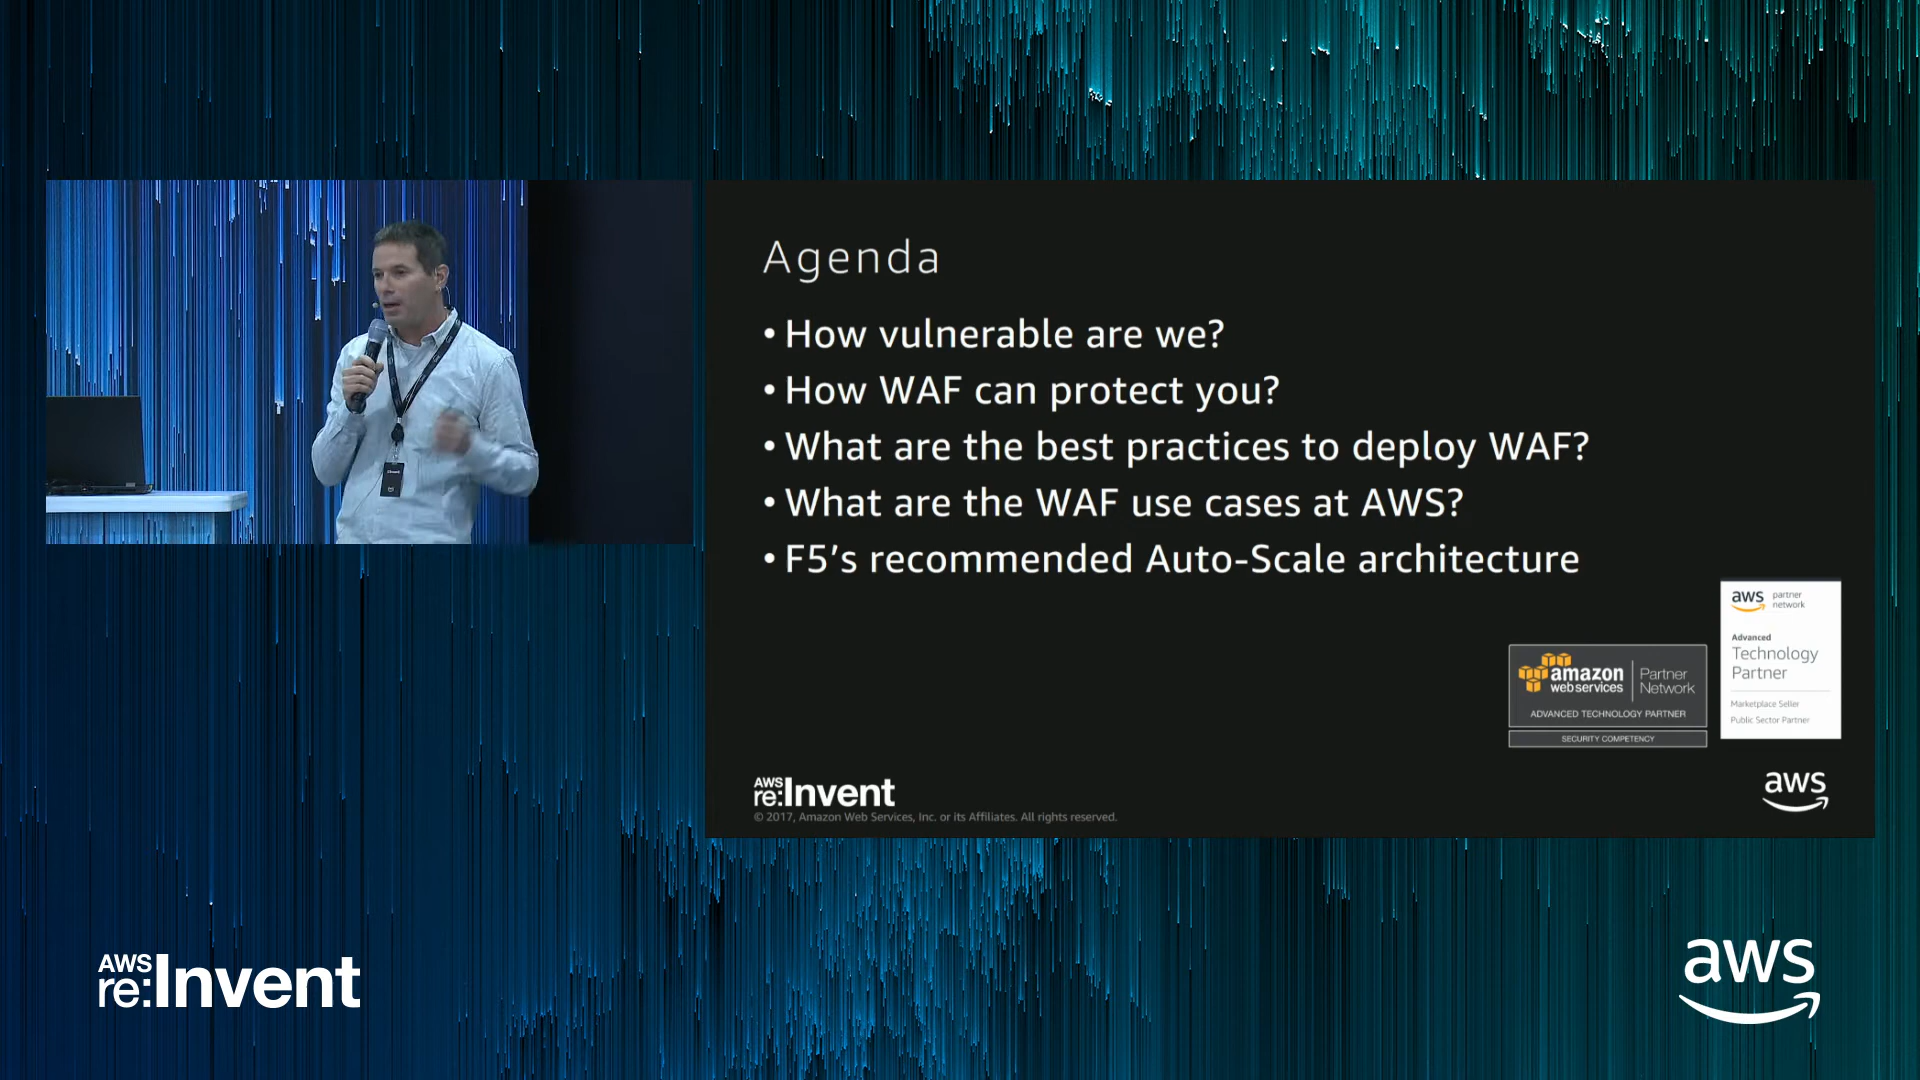 Agenda
• How vulnerable are we?
• How WAF can protect you?
• What are the best practices to deploy WAF?
• What are the WAF use cases at AWS?
• F5's recommended Auto-Scale architecture
aws partner network
Advanced
Technology
Partner
Marketplace Seller
Public Sector Partner
amazon web services
Partner
Network
ADVANCED TECHNOLOGY PARTNER
SECURITY COMPETENCY
AWS
re:Invent
© 2017, Amazon Web Services, Inc. or its Affiliates. All rights reserved.
aws
AWS
re:Invent
aws